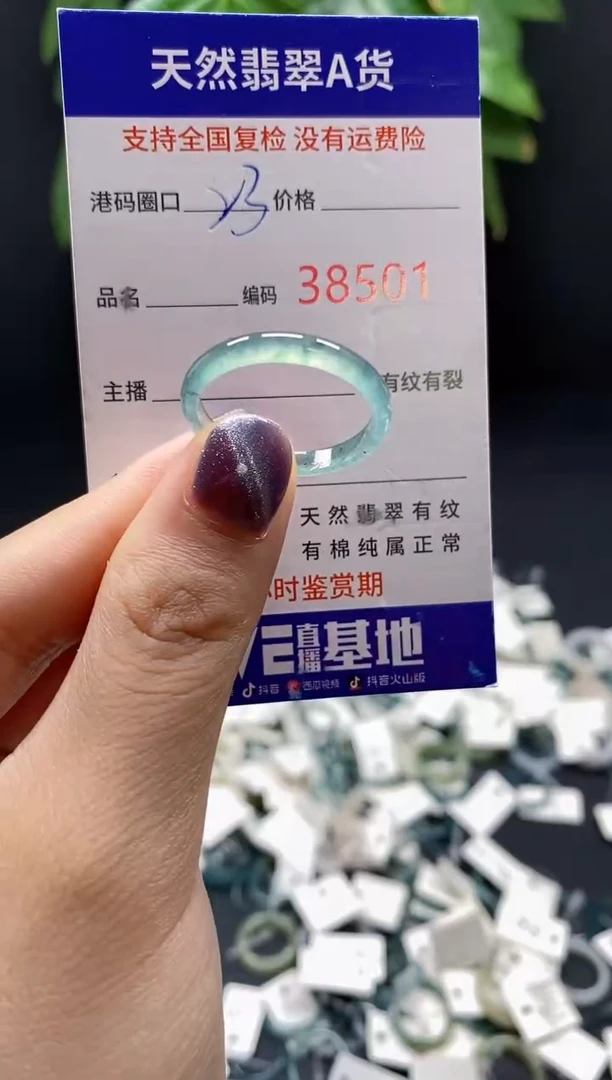 天然翡翠A货
支持全国复检 没有运费险
港码圈口 价格
品名 编码 38501
主播 有纹有裂
天然翡翠有纹
有棉纯属正常
时鉴赏期
直播基地
抖音 西瓜视频 抖音火山版